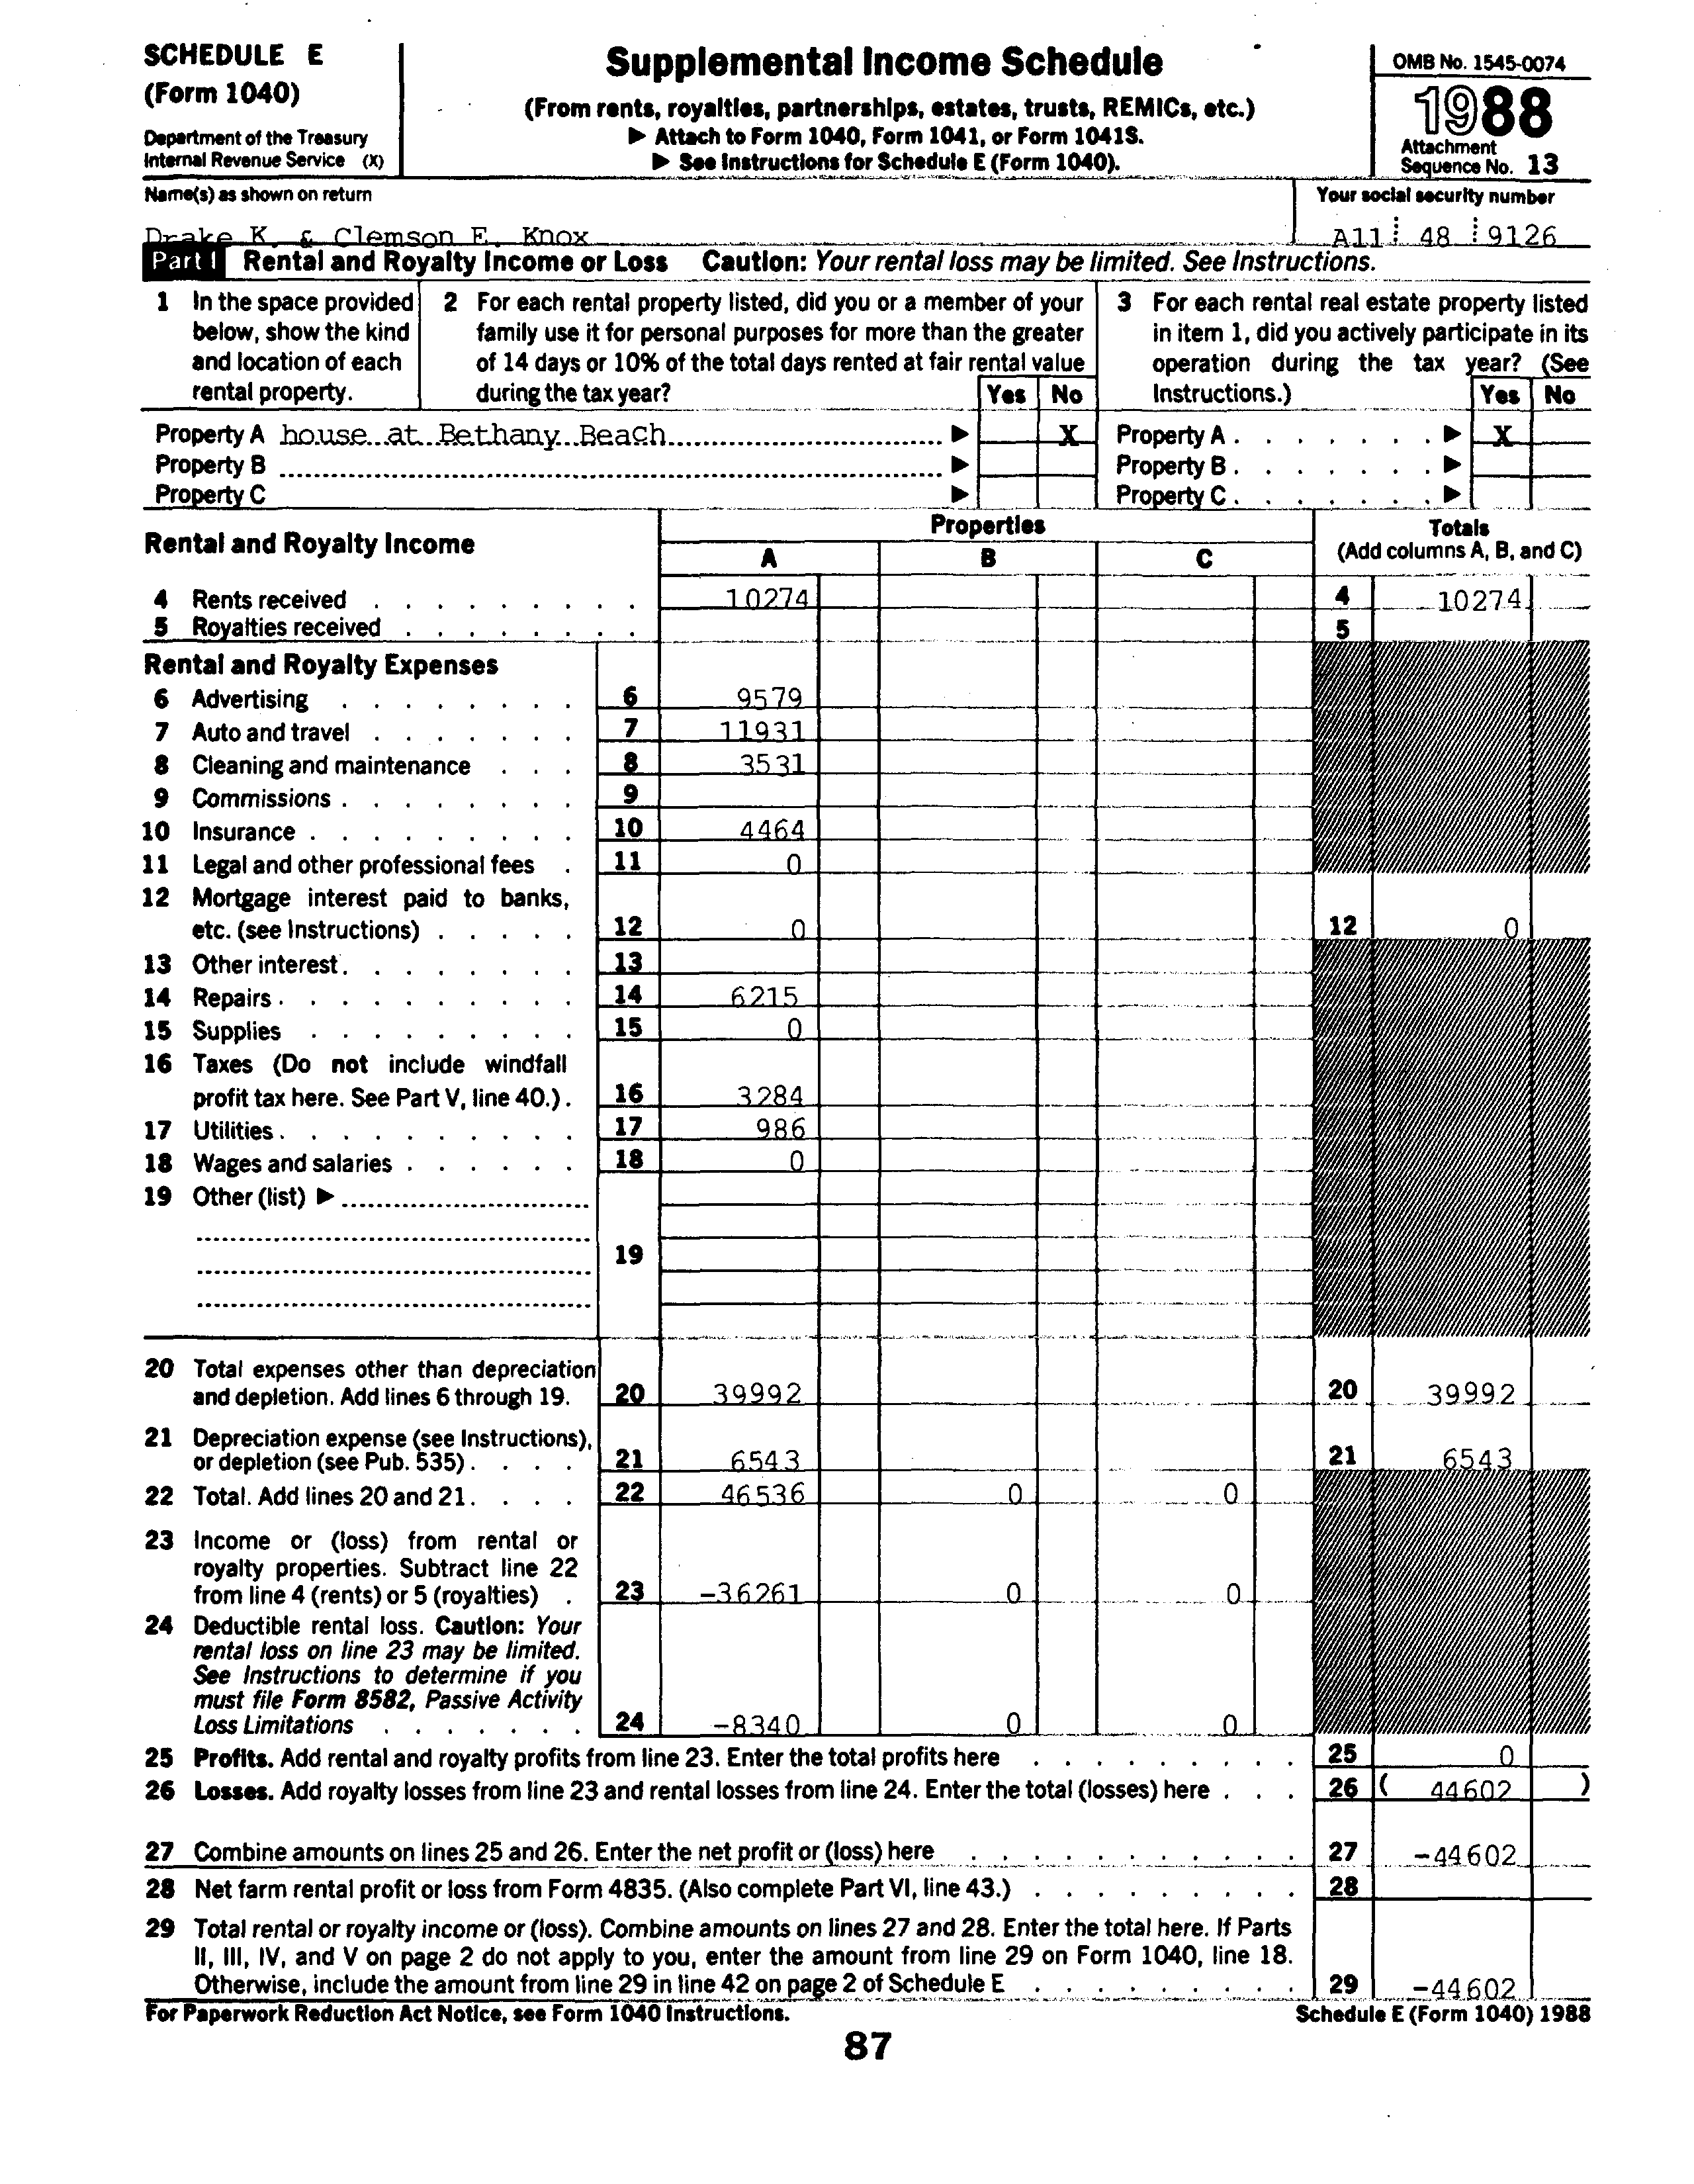 SCHEDULE E
(Form 1040)
Department of the Treasury
Internal Revenue Service (X)
Supplemental Income Schedule
(From rents, royalties, partnerships, estates, trusts, REMICs, etc.)
▶ Attach to Form 1040, Form 1041, or Form 1041S.
▶ See Instructions for Schedule E (Form 1040).
OMB No. 1545-0074
1988
Attachment
Sequence No. 13
Name(s) as shown on return
Your social security number
Drake K. & Clemson E. Knox
A11 48 9126
Part I Rental and Royalty Income or Loss Caution: Your rental loss may be limited. See Instructions.
1 In the space provided
below, show the kind
and location of each
rental property.
2 For each rental property listed, did you or a member of your
family use it for personal purposes for more than the greater
of 14 days or 10% of the total days rented at fair rental value
during the tax year? Yes No
3 For each rental real estate property listed
in item 1, did you actively participate in its
operation during the tax year? (See
Instructions.) Yes No
Property A house at Bethany Beach ▶ X Property A ▶ X
Property B ▶ Property B ▶
Property C ▶ Property C ▶
Rental and Royalty Income
Properties
A B C
Totals
(Add columns A, B, and C)
4 Rents received 10274 4 10274
5 Royalties received 5
Rental and Royalty Expenses
6 Advertising 6 9579
7 Auto and travel 7 11931
8 Cleaning and maintenance 8 3531
9 Commissions 9
10 Insurance 10 4464
11 Legal and other professional fees 11 0
12 Mortgage interest paid to banks,
etc. (see Instructions) 12 0 12 0
13 Other interest 13
14 Repairs 14 6215
15 Supplies 15 0
16 Taxes (Do not include windfall
profit tax here. See Part V, line 40.) 16 3284
17 Utilities 17 986
18 Wages and salaries 18 0
19 Other (list) ▶
19
20 Total expenses other than depreciation
and depletion. Add lines 6 through 19. 20 39992 20 39992
21 Depreciation expense (see Instructions),
or depletion (see Pub. 535) 21 6543 21 6543
22 Total. Add lines 20 and 21 22 46536 0 0
23 Income or (loss) from rental or
royalty properties. Subtract line 22
from line 4 (rents) or 5 (royalties) 23 -36261 0 0
24 Deductible rental loss. Caution: Your
rental loss on line 23 may be limited.
See Instructions to determine if you
must file Form 8582, Passive Activity
Loss Limitations 24 -8340 0 0
25 Profits. Add rental and royalty profits from line 23. Enter the total profits here 25 0
26 Losses. Add royalty losses from line 23 and rental losses from line 24. Enter the total (losses) here 26 ( 44602 )
27 Combine amounts on lines 25 and 26. Enter the net profit or (loss) here 27 -44602
28 Net farm rental profit or loss from Form 4835. (Also complete Part VI, line 43.) 28
29 Total rental or royalty income or (loss). Combine amounts on lines 27 and 28. Enter the total here. If Parts
II, III, IV, and V on page 2 do not apply to you, enter the amount from line 29 on Form 1040, line 18.
Otherwise, include the amount from line 29 in line 42 on page 2 of Schedule E 29 -44602
For Paperwork Reduction Act Notice, see Form 1040 Instructions.
Schedule E (Form 1040) 1988
87